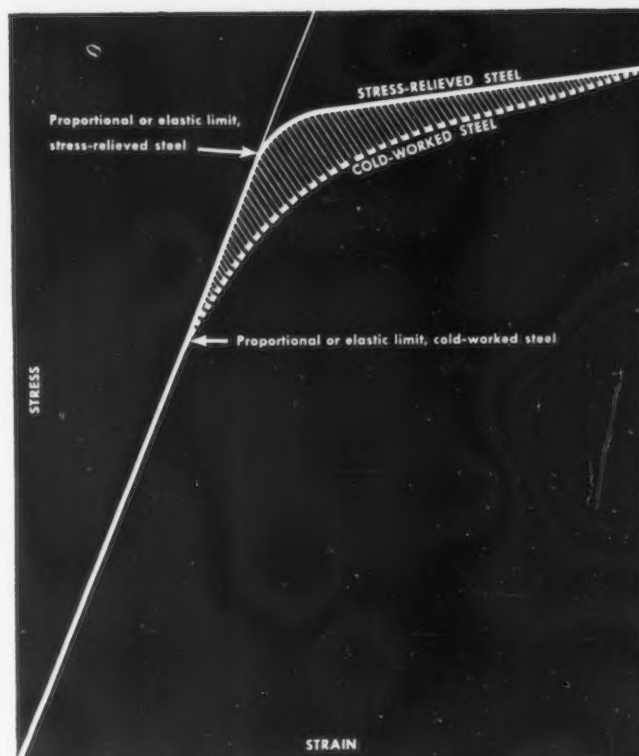 STRESS-RELIEVED STEEL
Proportional or elastic limit,
stress-relieved steel
COLD-WORKED STEEL
Proportional or elastic limit, cold-worked steel
STRESS
STRAIN